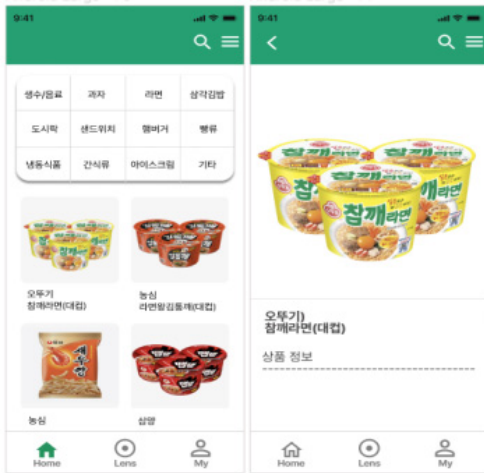 9:41
생수/음료 과자 라면 삼각김밥
도시락 샌드위치 햄버거 빵류
냉동식품 간식류 아이스크림 기타
오뚜기
참깨라면(대컵)
농심
라면왕김통깨(대컵)
농심
삼양
Home Lens My
9:41
참깨라면
오뚜기)
참깨라면(대컵)
상품 정보
Home Lens My